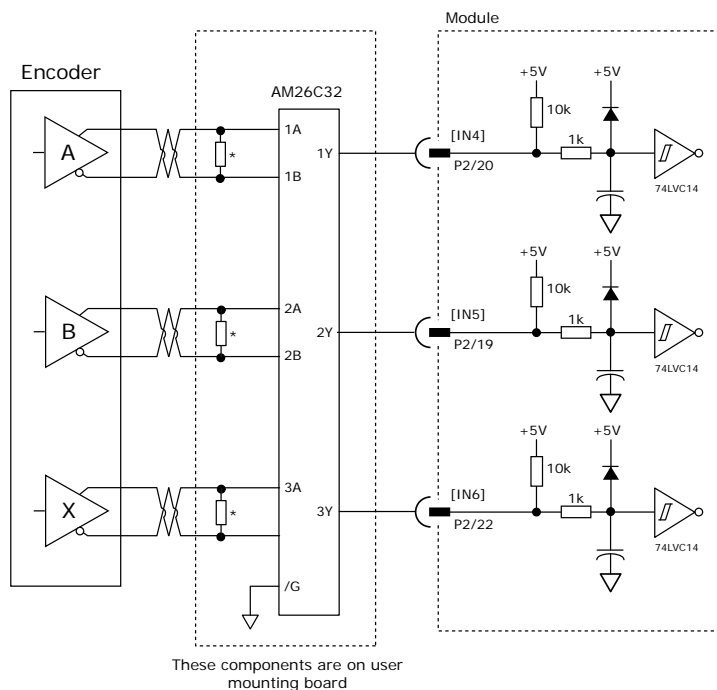 Module
Encoder
AM26C32
A
*
1A
1B
1Y
[IN4]
P2/20
+5V
10k
1k
+5V
74LVC14
B
*
2A
2B
2Y
[IN5]
P2/19
+5V
10k
1k
+5V
74LVC14
X
*
3A
3Y
[IN6]
P2/22
+5V
10k
1k
+5V
74LVC14
/G
These components are on user
mounting board